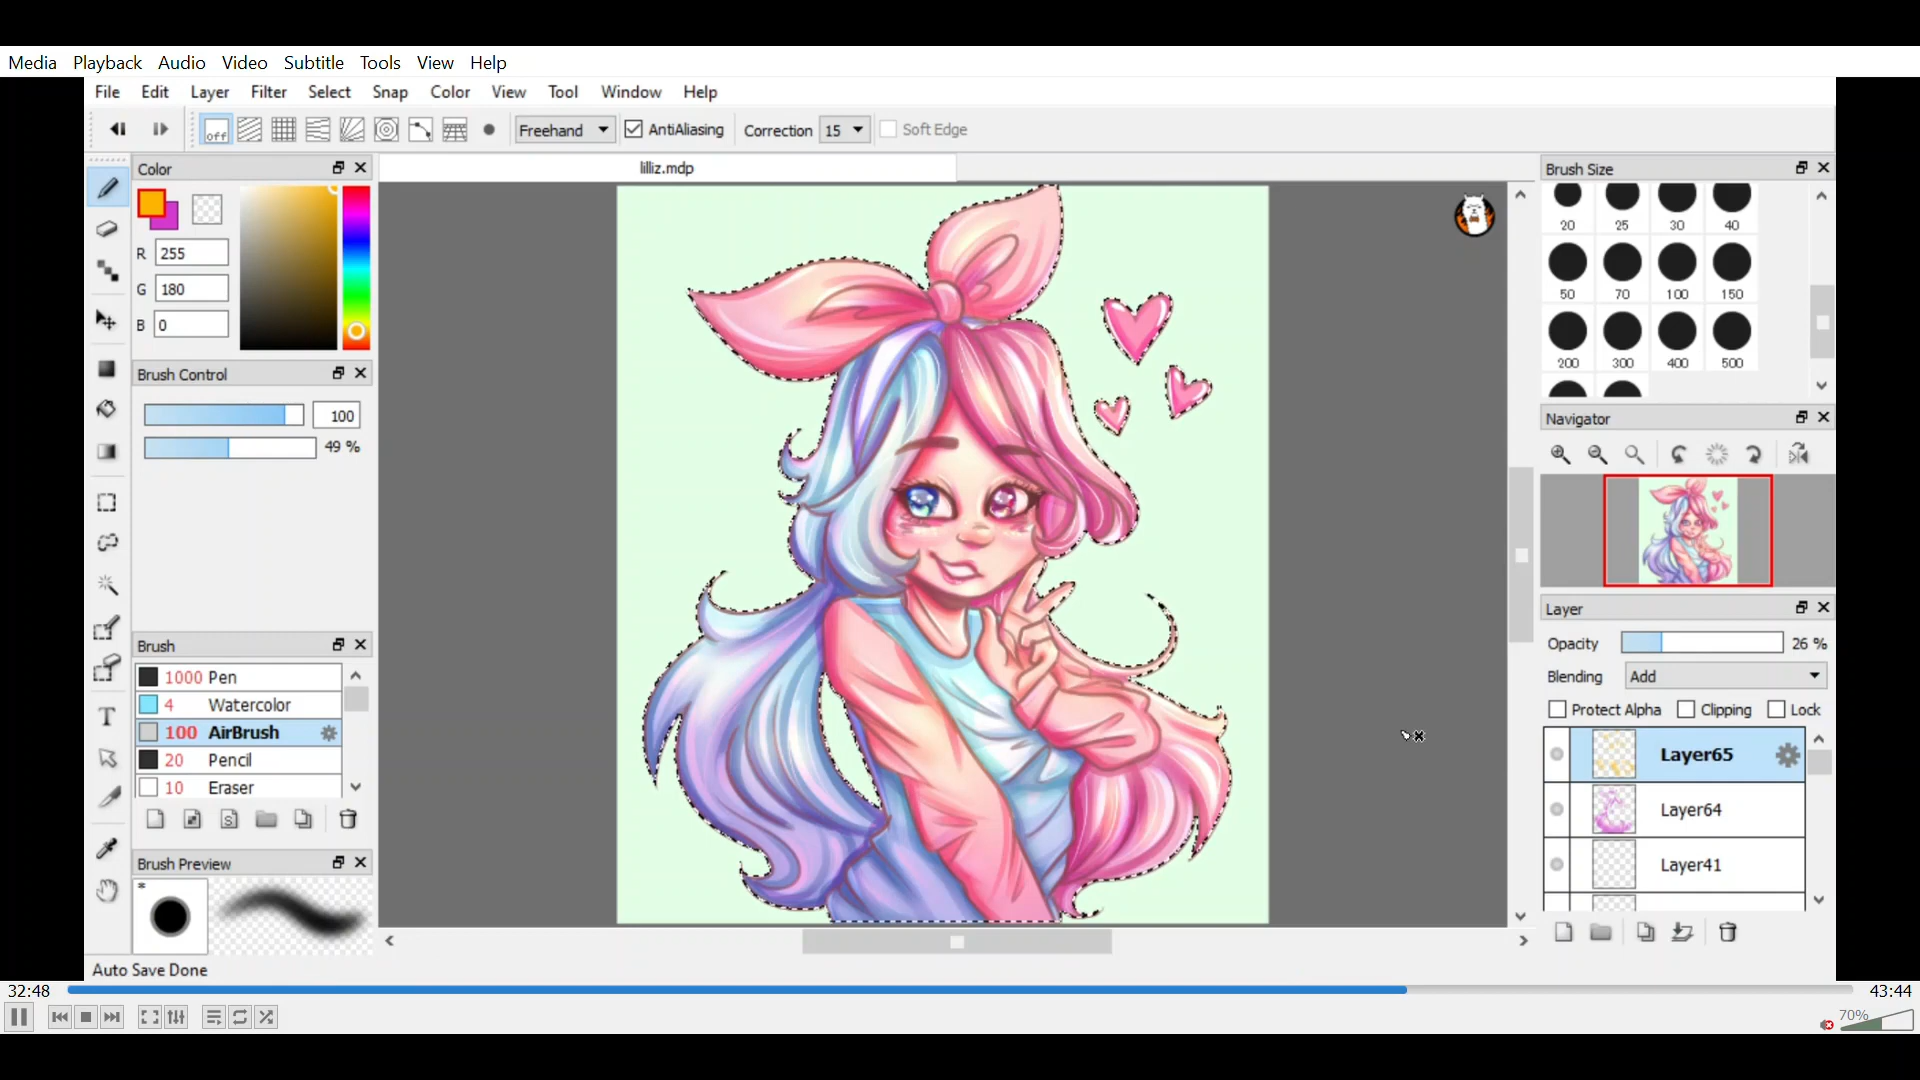 Media Playback Audio Video Subtitle Tools View Help
File Edit Layer Filter Select Snap Color View Tool Window Help
off Freehand AntiAliasing Correction 15 Soft Edge
Color
lilliz.mdp
Brush Size
R 255
G 180
B 0
20 25 30 40
50 70 100 150
200 300 400 500
Brush Control
100
49 %
Navigator
Layer
Opacity 26 %
Blending Add
Protect Alpha Clipping Lock
Layer65
Layer64
Layer41
Brush
1000 Pen
4 Watercolor
100 AirBrush
20 Pencil
10 Eraser
S
T
Brush Preview
*
Auto Save Done
32:48 43:44
70%